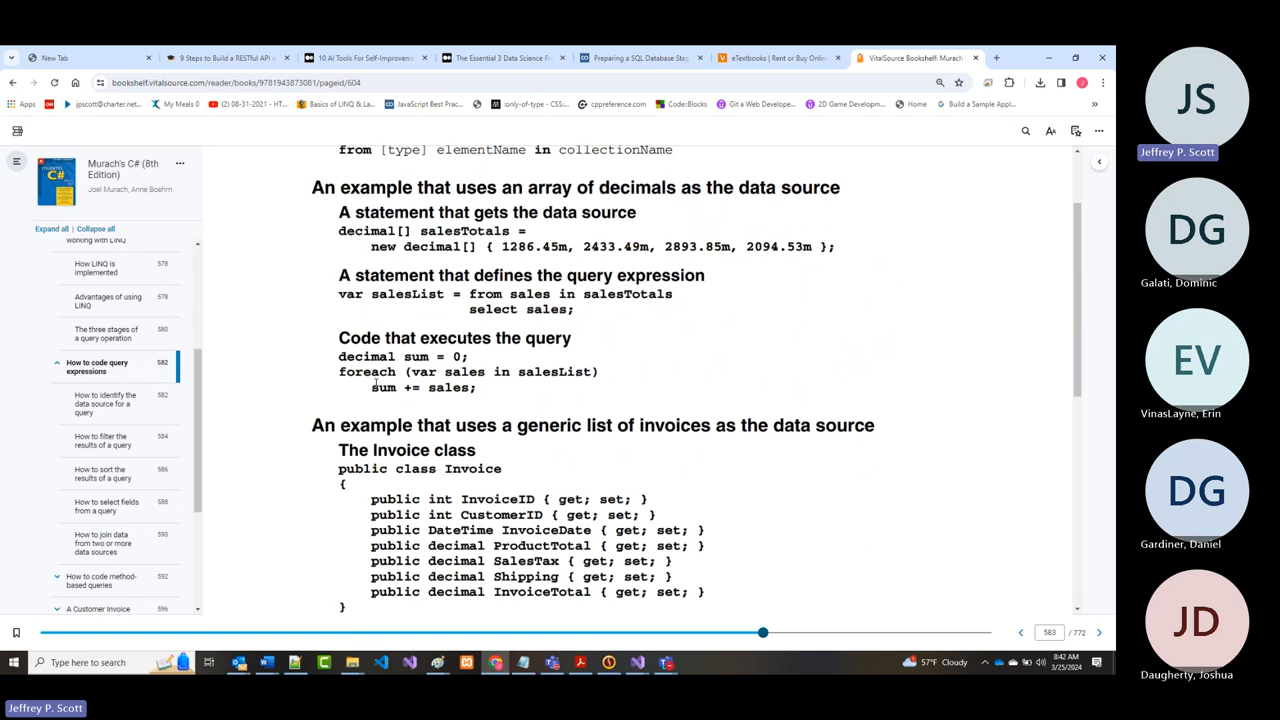 New Tab
9 Steps to Build a RESTful API
10 AI Tools For Self-Improvem
The Essential 3 Data Science P
Preparing a SQL Database Step
eTextbooks | Rent or Buy Online
VitalSource Bookshelf: Murach
bookshelf.vitalsource.com/reader/books/9781943873081/pageid/604
Apps
jpscott@charter.net
My Meals 0
(2) (08-31-2021 - HT...
Basics of LINQ & La...
JavaScript Best Prac...
:only-of-type - CSS:...
cppreference.com
Code::Blocks
Git a Web Develope...
2D Game Developm...
Home
Build a Sample Appl...
Murach's C# (8th
Edition)
Joel Murach, Anne Boehm
Expand all | Collapse all
working with LINQ
How LINQ is 578
implemented
Advantages of using 578
LINQ
The three stages of 580
a query operation
How to code query 582
expressions
How to identify the 582
data source for a
query
How to filter the 584
results of a query
How to sort the 586
results of a query
How to select fields 588
from a query
How to join data 590
from two or more
data sources
How to code method- 592
based queries
A Customer Invoice 596
from [type] elementName in collectionName
An example that uses an array of decimals as the data source
A statement that gets the data source
decimal[] salesTotals =
new decimal[] { 1286.45m, 2433.49m, 2893.85m, 2094.53m };
A statement that defines the query expression
var salesList = from sales in salesTotals
select sales;
Code that executes the query
decimal sum = 0;
foreach (var sales in salesList)
sum += sales;
An example that uses a generic list of invoices as the data source
The Invoice class
public class Invoice
{
public int InvoiceID { get; set; }
public int CustomerID { get; set; }
public DateTime InvoiceDate { get; set; }
public decimal ProductTotal { get; set; }
public decimal SalesTax { get; set; }
public decimal Shipping { get; set; }
public decimal InvoiceTotal { get; set; }
}
583 / 772
Type here to search
57°F Cloudy
8:42 AM
3/25/2024
JS
Jeffrey P. Scott
DG
Galati, Dominic
EV
VinasLayne, Erin
DG
Gardiner, Daniel
JD
Daugherty, Joshua
Jeffrey P. Scott